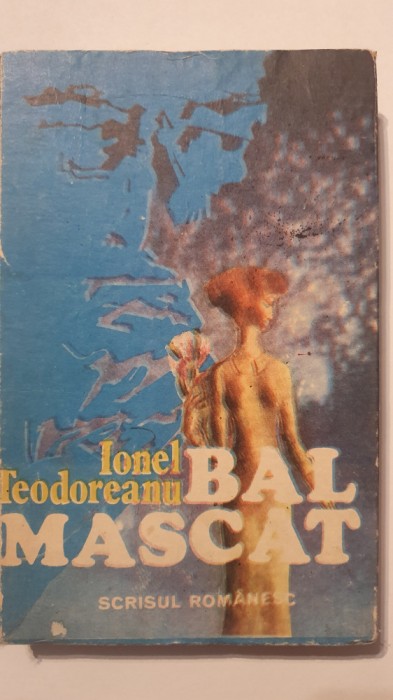 Ionel
Teodoreanu
BAL
MASCAT
SCRISUL ROMÂNESC